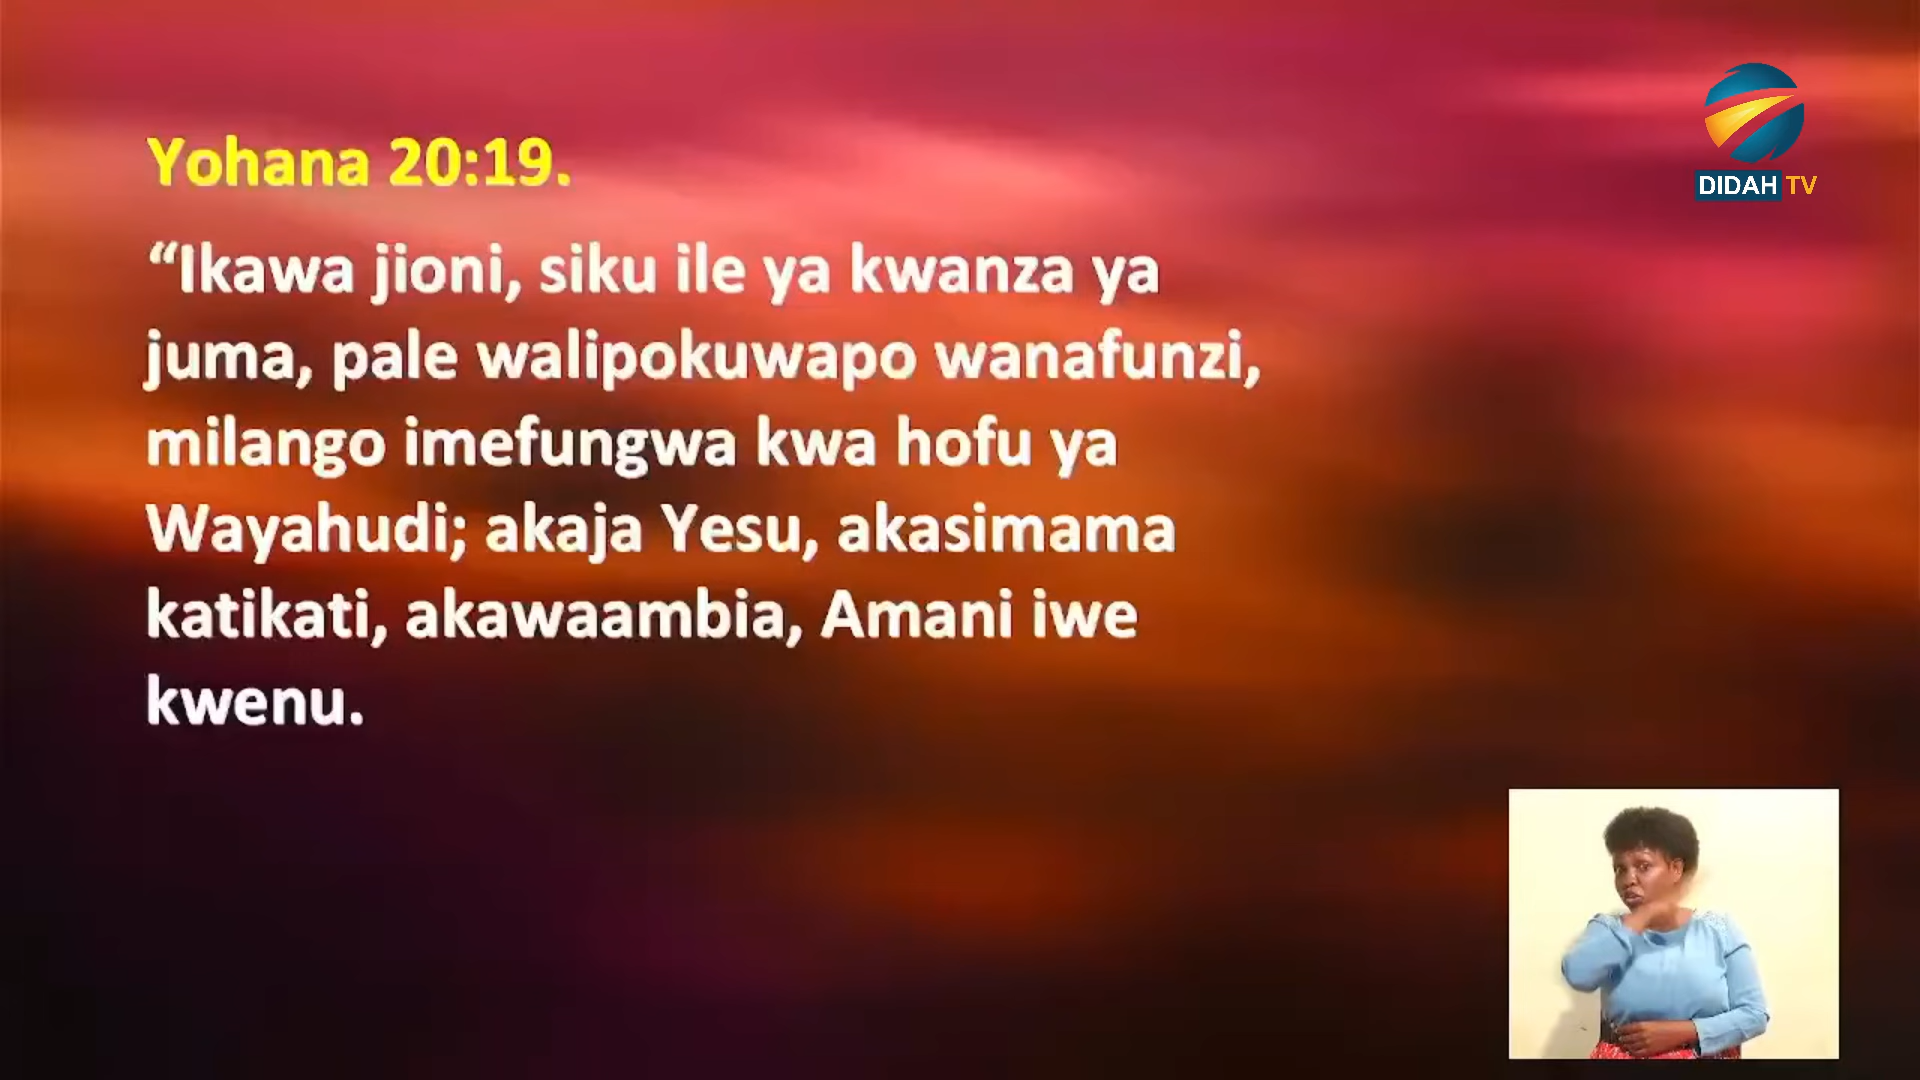 DIDAH TV
Yohana 20:19.
“Ikawa jioni, siku ile ya kwanza ya
juma, pale walipokuwapo wanafunzi,
milango imefungwa kwa hofu ya
Wayahudi; akaja Yesu, akasimama
katikati, akawaambia, Amani iwe
kwenu.